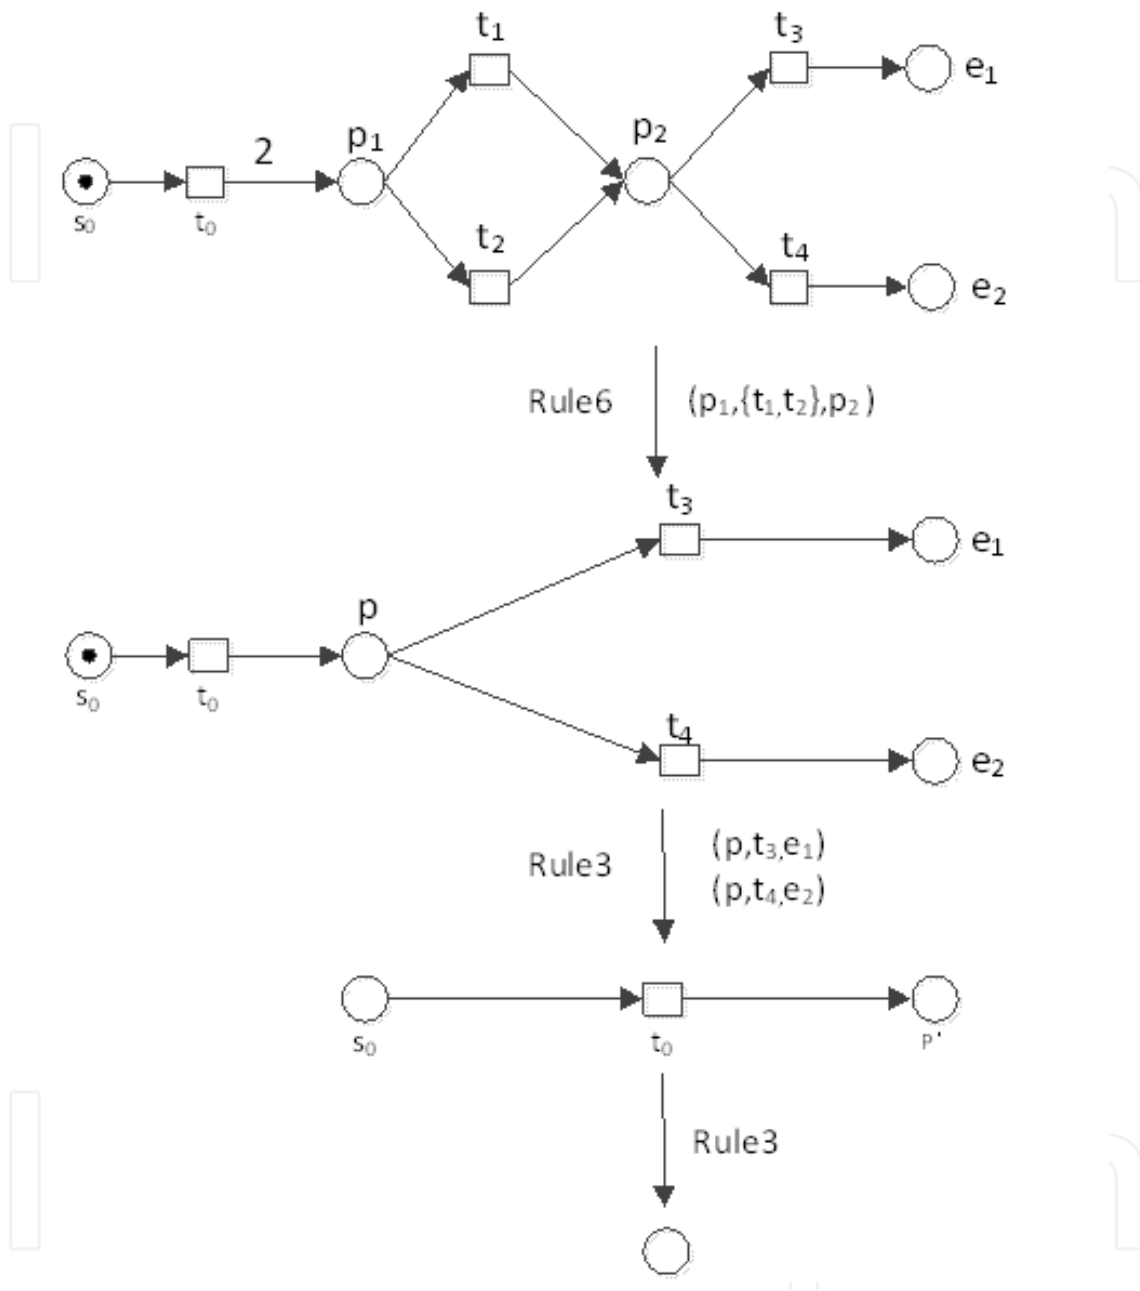 t₁ t₃
e₁
2 p₁ p₂
s₀ t₀
t₂ t₄
e₂
Rule6 (p₁,{t₁,t₂},p₂)
t₃
e₁
p
s₀ t₀
t₄
e₂
Rule3 (p,t₃,e₁)
(p,t₄,e₂)
s₀ t₀ P'
Rule3